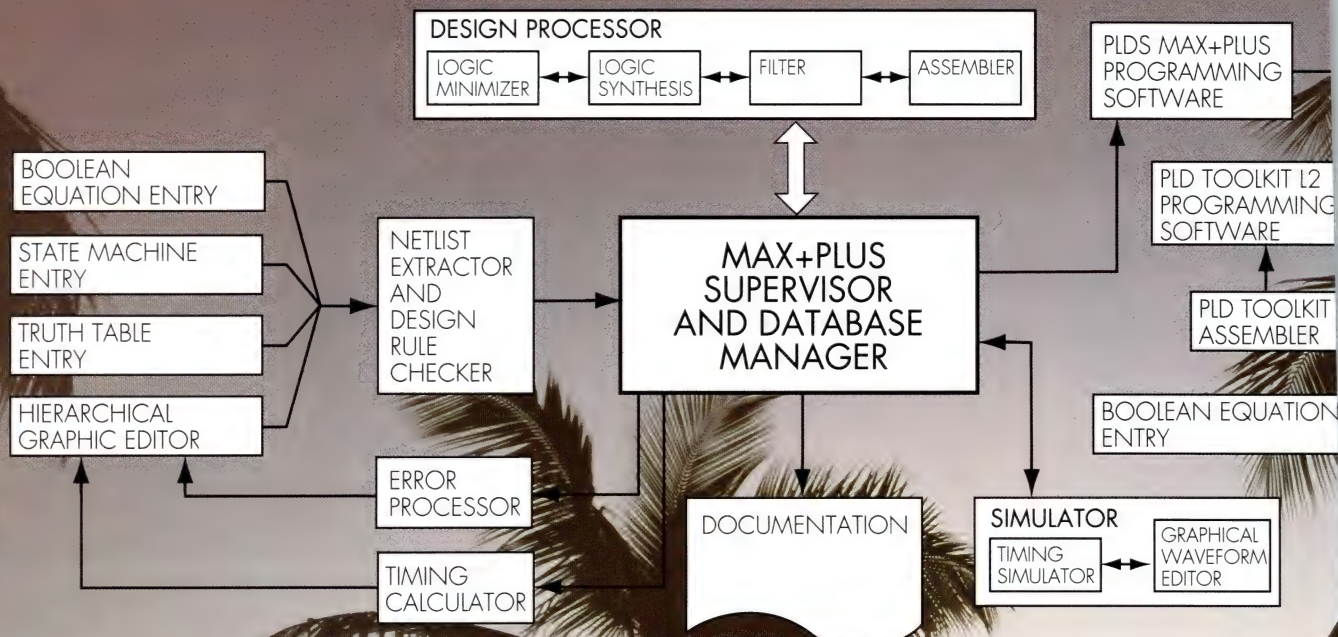 DESIGN PROCESSOR
LOGIC
MINIMIZER
LOGIC
SYNTHESIS
FILTER
ASSEMBLER
PLDS MAX+PLUS
PROGRAMMING
SOFTWARE
BOOLEAN
EQUATION ENTRY
STATE MACHINE
ENTRY
TRUTH TABLE
ENTRY
HIERARCHICAL
GRAPHIC EDITOR
NETLIST
EXTRACTOR
AND
DESIGN
RULE
CHECKER
MAX+PLUS
SUPERVISOR
AND DATABASE
MANAGER
PLD TOOLKIT L2
PROGRAMMING
SOFTWARE
PLD TOOLKIT
ASSEMBLER
BOOLEAN EQUATION
ENTRY
ERROR
PROCESSOR
TIMING
CALCULATOR
DOCUMENTATION
SIMULATOR
TIMING
SIMULATOR
GRAPHICAL
WAVEFORM
EDITOR